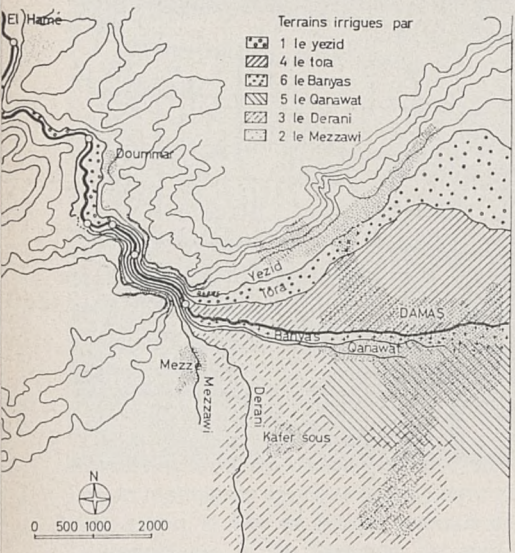 El Hamé
Terrains irrigues par
1 le yezid
4 le tora
6 le Banyas
5 le Qanawat
3 le Derani
2 le Mezzawi
Doummar
Yezid
Tora
DAMAS
Banyas
Qanawat
Mezzé
Mezzawi
Derani
Kafer sous
N
0 500 1000 2000